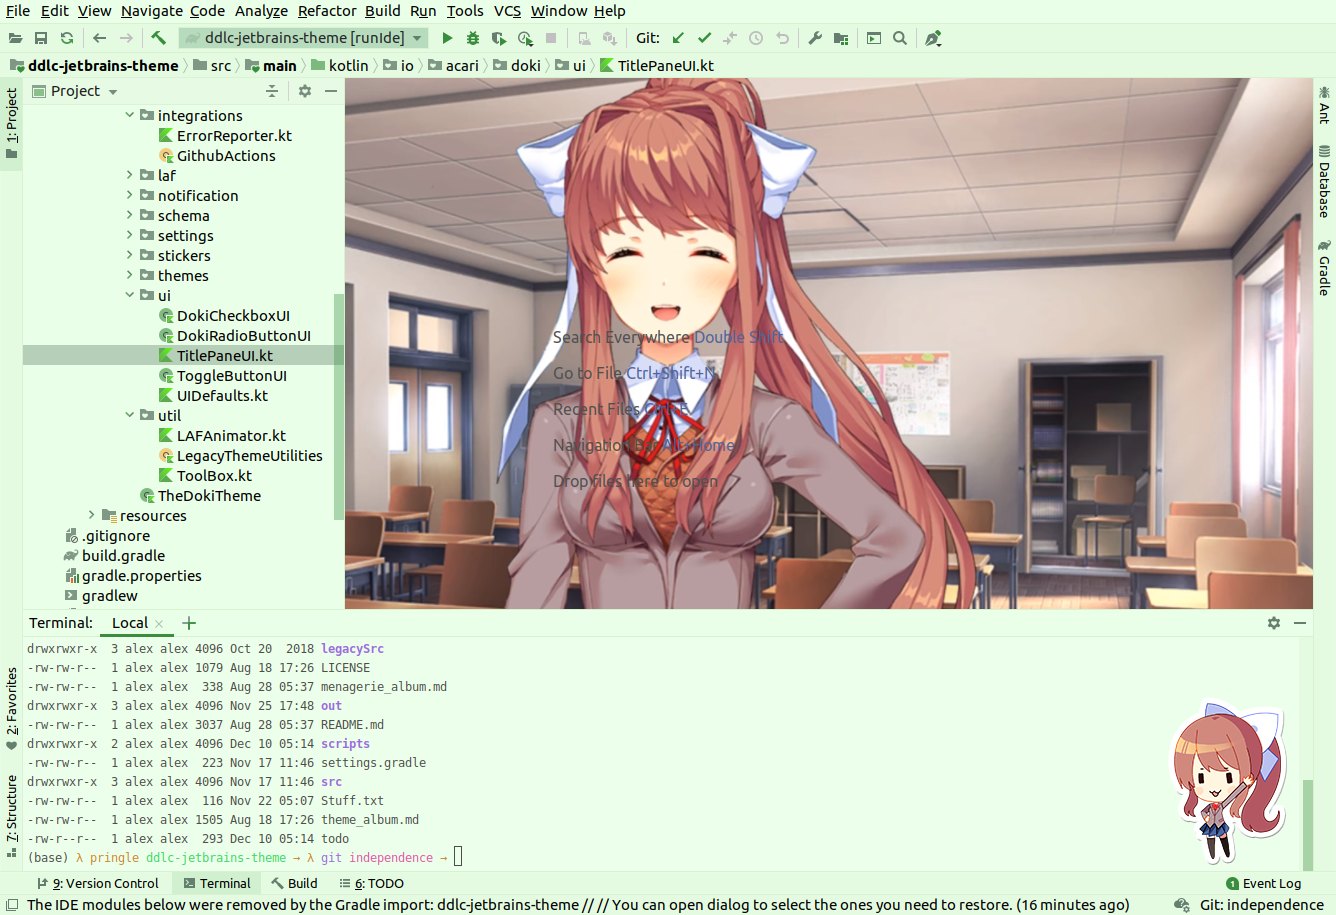 File Edit View Navigate Code Analyze Refactor Build Run Tools VCS Window Help
ddlc-jetbrains-theme [runIde] Git:
ddlc-jetbrains-theme src main kotlin io acari doki ui TitlePaneUI.kt
1: Project
2: Favorites
7: Structure
Project
integrations
ErrorReporter.kt
GithubActions
laf
notification
schema
settings
stickers
themes
ui
DokiCheckboxUI
DokiRadioButtonUI
TitlePaneUI.kt
ToggleButtonUI
UIDefaults.kt
util
LAFAnimator.kt
LegacyThemeUtilities
ToolBox.kt
TheDokiTheme
resources
.gitignore
build.gradle
gradle.properties
gradlew
Search Everywhere Double Shift
Go to File Ctrl+Shift+N
Recent Files Ctrl+E
Navigation Bar Alt+Home
Drop files here to open
Ant
Database
Gradle
Terminal: Local
drwxrwxr-x 3 alex alex 4096 Oct 20 2018 legacySrc
-rw-rw-r-- 1 alex alex 1079 Aug 18 17:26 LICENSE
-rw-rw-r-- 1 alex alex 338 Aug 28 05:37 menagerie_album.md
drwxrwxr-x 3 alex alex 4096 Nov 25 17:48 out
-rw-rw-r-- 1 alex alex 3037 Aug 28 05:37 README.md
drwxrwxr-x 2 alex alex 4096 Dec 10 05:14 scripts
-rw-rw-r-- 1 alex alex 223 Nov 17 11:46 settings.gradle
drwxrwxr-x 3 alex alex 4096 Nov 17 11:46 src
-rw-rw-r-- 1 alex alex 116 Nov 22 05:07 Stuff.txt
-rw-rw-r-- 1 alex alex 1505 Aug 18 17:26 theme_album.md
-rw-r--r-- 1 alex alex 293 Dec 10 05:14 todo
(base) λ pringle ddlc-jetbrains-theme → λ git independence →
9: Version Control Terminal Build 6: TODO 1 Event Log
The IDE modules below were removed by the Gradle import: ddlc-jetbrains-theme // // You can open dialog to select the ones you need to restore. (16 minutes ago) Git: independence